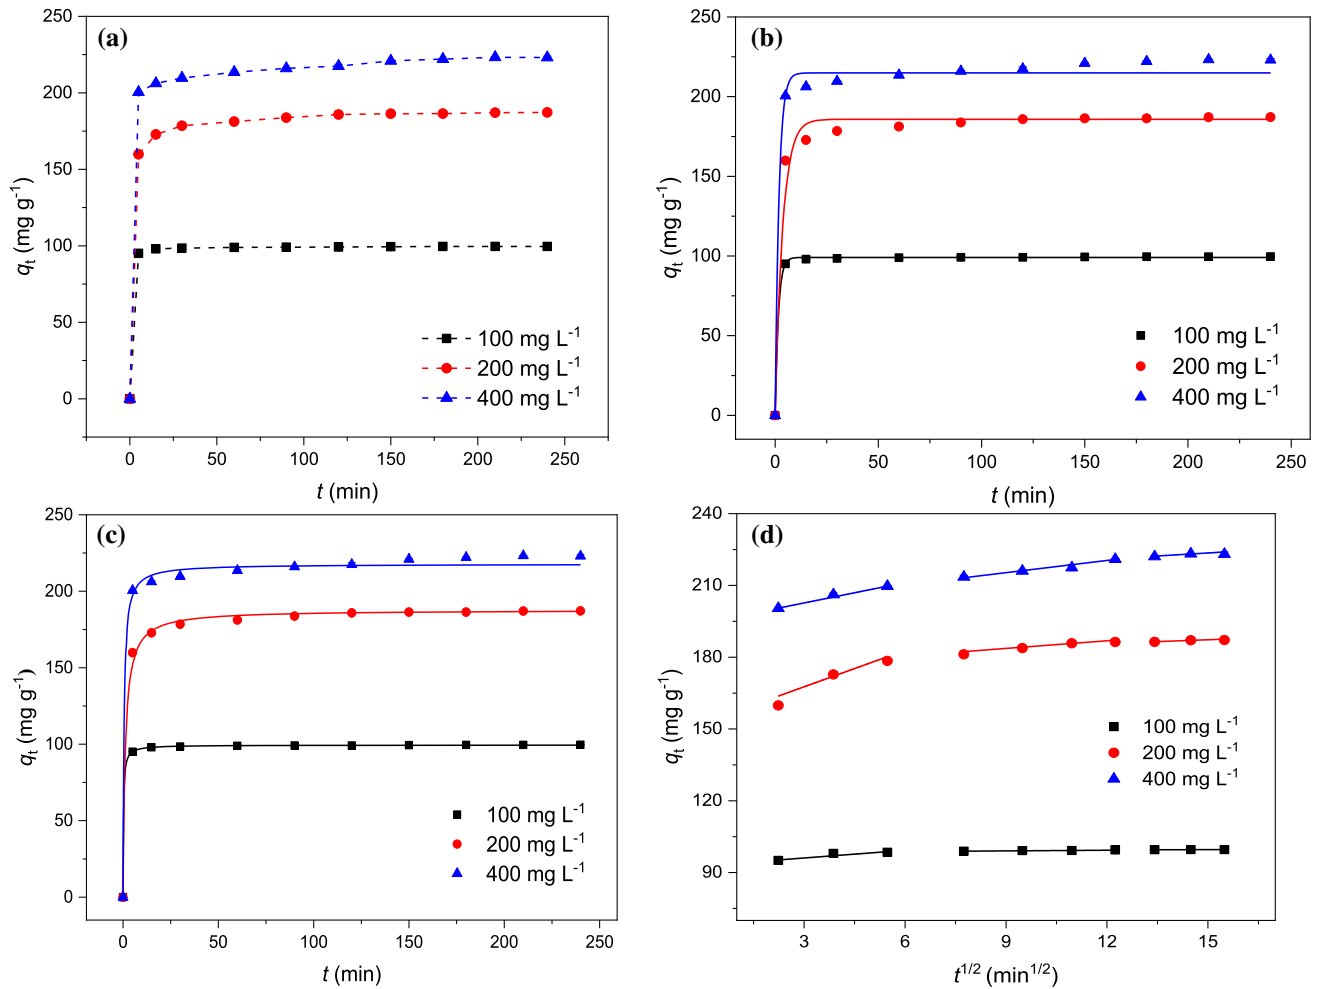 (a)
250
200
150
100
50
0
qt (mg g-1)
100 mg L-1
200 mg L-1
400 mg L-1
0 50 100 150 200 250
t (min)
(b)
250
200
150
100
50
0
qt (mg g-1)
100 mg L-1
200 mg L-1
400 mg L-1
0 50 100 150 200 250
t (min)
(c)
250
200
150
100
50
0
qt (mg g-1)
100 mg L-1
200 mg L-1
400 mg L-1
0 50 100 150 200 250
t (min)
(d)
240
210
180
150
120
90
qt (mg g-1)
100 mg L-1
200 mg L-1
400 mg L-1
3 6 9 12 15
t1/2 (min1/2)